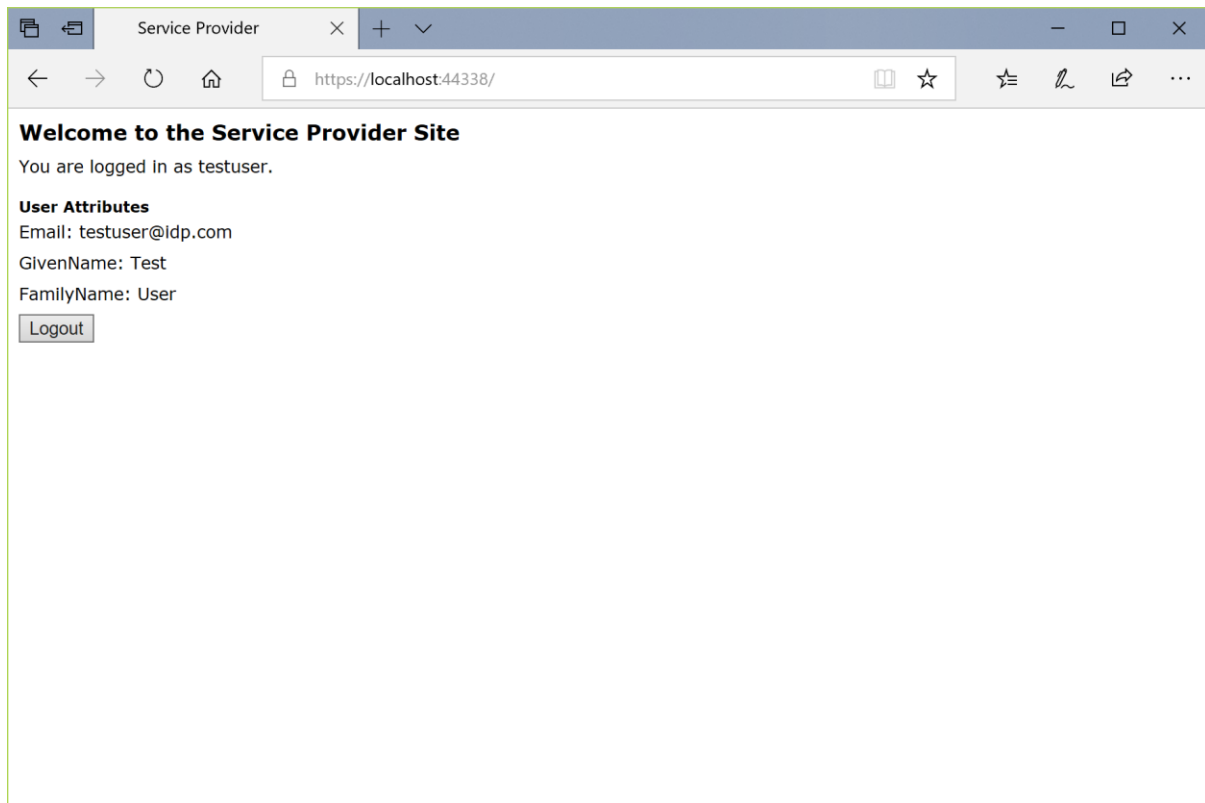 Service Provider
https://localhost:44338/
Welcome to the Service Provider Site
You are logged in as testuser.
User Attributes
Email: testuser@idp.com
GivenName: Test
FamilyName: User
Logout